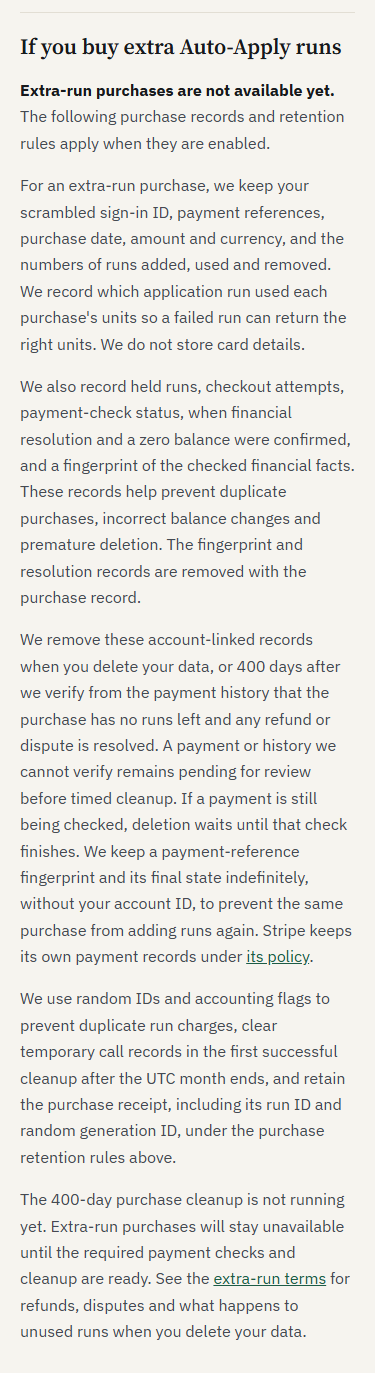 If you buy extra Auto-Apply runs
Extra-run purchases are not available yet.
The following purchase records and retention
rules apply when they are enabled.
For an extra-run purchase, we keep your
scrambled sign-in ID, payment references,
purchase date, amount and currency, and the
numbers of runs added, used and removed.
We record which application run used each
purchase's units so a failed run can return the
right units. We do not store card details.
We also record held runs, checkout attempts,
payment-check status, when financial
resolution and a zero balance were confirmed,
and a fingerprint of the checked financial facts.
These records help prevent duplicate
purchases, incorrect balance changes and
premature deletion. The fingerprint and
resolution records are removed with the
purchase record.
We remove these account-linked records
when you delete your data, or 400 days after
we verify from the payment history that the
purchase has no runs left and any refund or
dispute is resolved. A payment or history we
cannot verify remains pending for review
before timed cleanup. If a payment is still
being checked, deletion waits until that check
finishes. We keep a payment-reference
fingerprint and its final state indefinitely,
without your account ID, to prevent the same
purchase from adding runs again. Stripe keeps
its own payment records under its policy.
We use random IDs and accounting flags to
prevent duplicate run charges, clear
temporary call records in the first successful
cleanup after the UTC month ends, and retain
the purchase receipt, including its run ID and
random generation ID, under the purchase
retention rules above.
The 400-day purchase cleanup is not running
yet. Extra-run purchases will stay unavailable
until the required payment checks and
cleanup are ready. See the extra-run terms for
refunds, disputes and what happens to
unused runs when you delete your data.